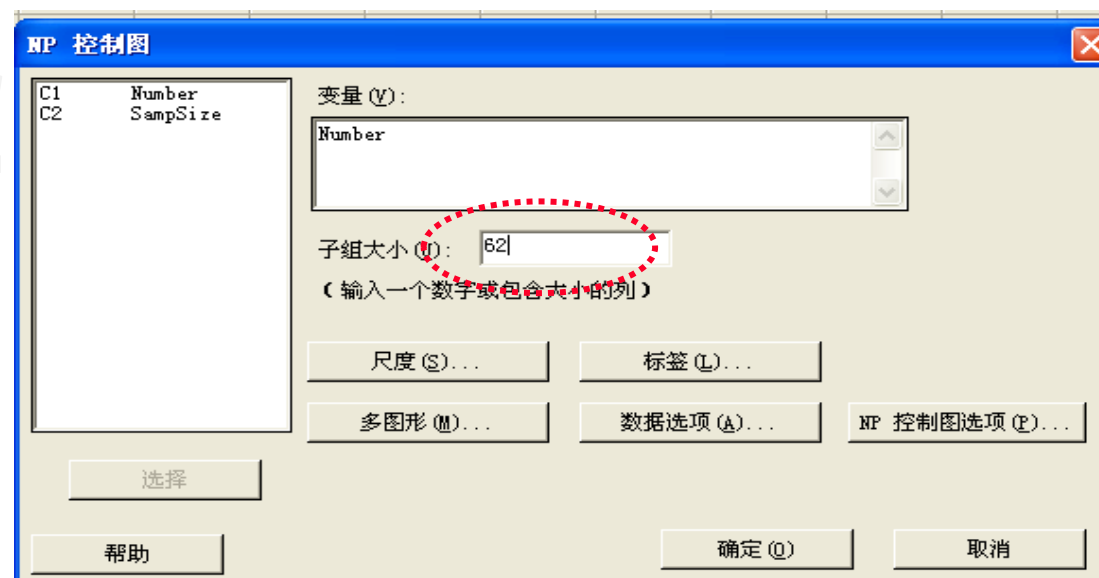 NP 控制图
C1 Number
C2 SampSize
变量(V):
Number
子组大小(U): 62
(输入一个数字或包含大小的列)
尺度(S)...
标签(L)...
多图形(M)...
数据选项(A)...
NP 控制图选项(P)...
选择
帮助
确定(O)
取消